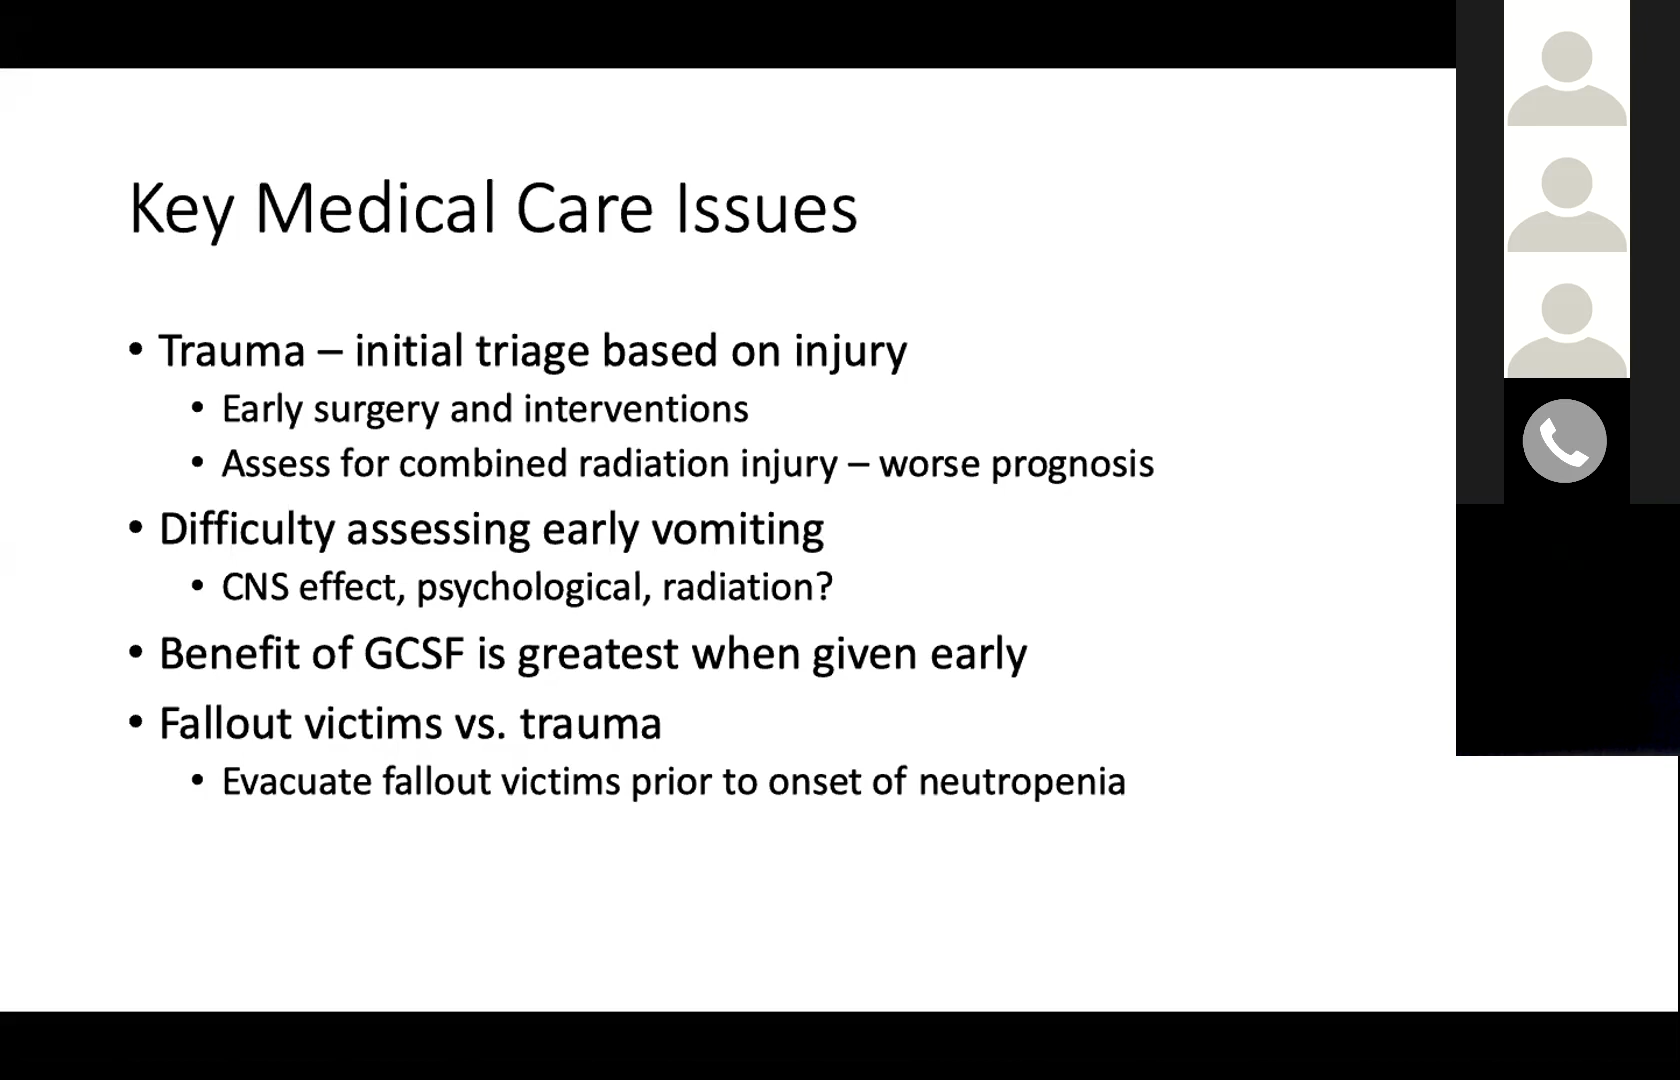 Key Medical Care Issues
• Trauma – initial triage based on injury
• Early surgery and interventions
• Assess for combined radiation injury – worse prognosis
• Difficulty assessing early vomiting
• CNS effect, psychological, radiation?
• Benefit of GCSF is greatest when given early
• Fallout victims vs. trauma
• Evacuate fallout victims prior to onset of neutropenia